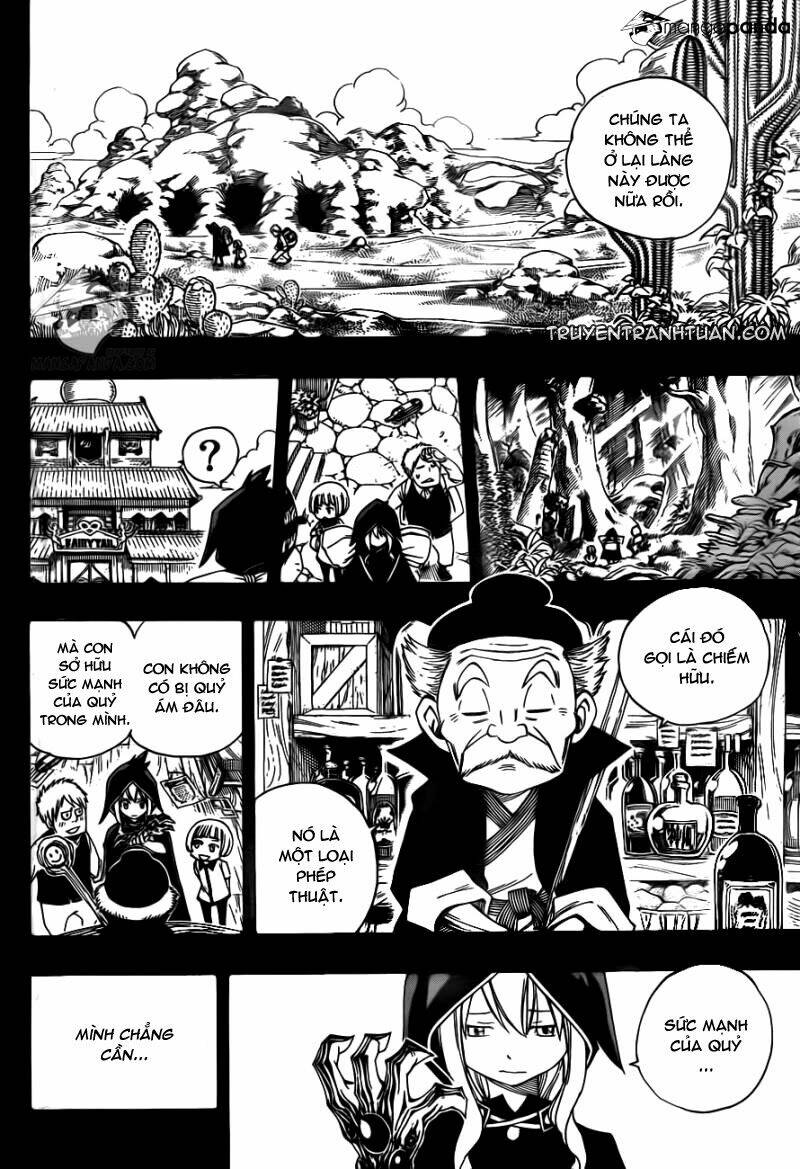 mangapanda
CHÚNG TA
KHÔNG THỂ
Ở LẠI LÀNG
NÀY ĐƯỢC
NỮA RỒI.
TRUYENTRANHTUAN.COM
?
FAIRY TAIL
CÁI ĐÓ
GỌI LÀ CHIẾM
HỮU.
NÓ LÀ
MỘT LOẠI
PHÉP
THUẬT.
CON KHÔNG
CÓ BỊ QUỶ
ÁM ĐÂU.
MÀ CON
SỞ HỮU
SỨC MẠNH
CỦA QUỶ
TRONG MÌNH.
SỨC MẠNH
CỦA QUỶ
...
MÌNH CHẲNG
CẦN...